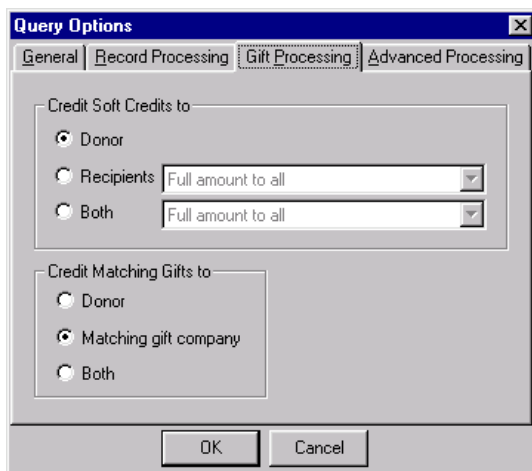 Query Options
General Record Processing Gift Processing Advanced Processing
Credit Soft Credits to
Donor
Recipients Full amount to all
Both Full amount to all
Credit Matching Gifts to
Donor
Matching gift company
Both
OK Cancel